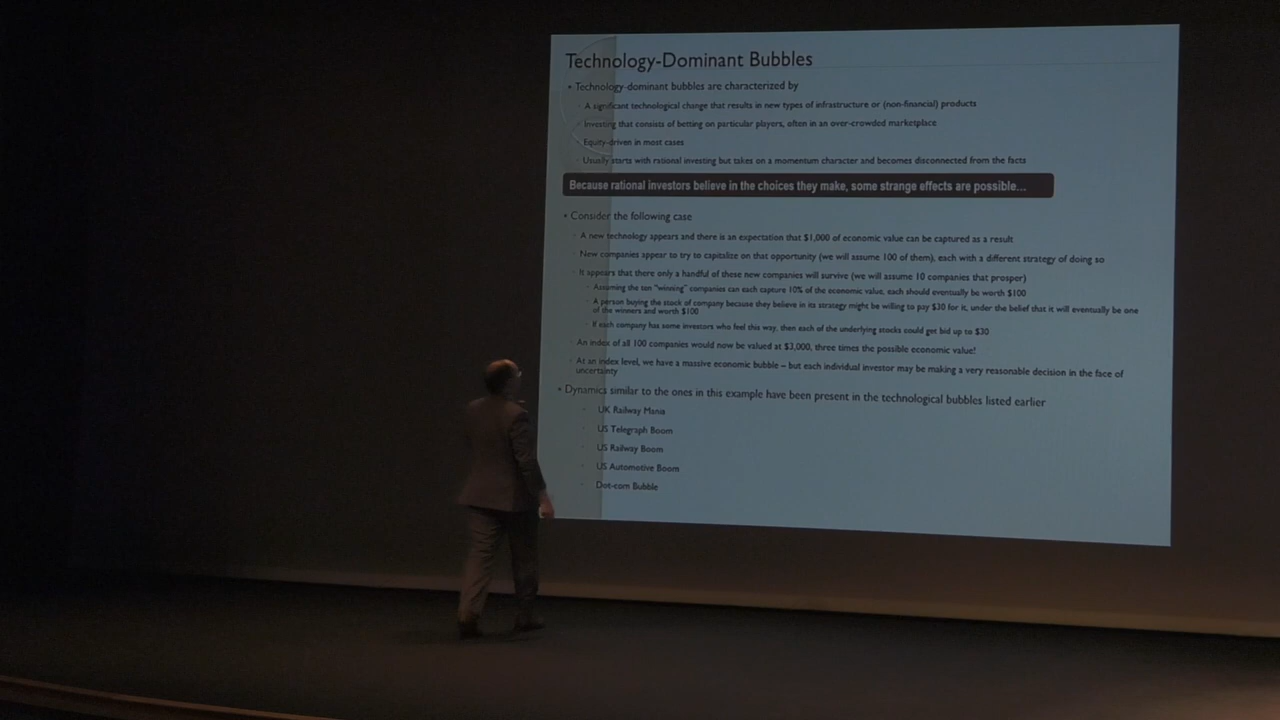 Technology-Dominant Bubbles
• Technology-dominant bubbles are characterized by
A significant technological change that results in new types of infrastructure or (non-financial) products
Investing that consists of betting on particular players, often in an over-crowded marketplace
Equity-driven in most cases
Usually starts with rational investing but takes on a momentum character and becomes disconnected from the facts
Because rational investors believe in the choices they make, some strange effects are possible...
• Consider the following case
A new technology appears and there is an expectation that $1,000 of economic value can be captured as a result
New companies appear to try to capitalize on that opportunity (we will assume 100 of them), each with a different strategy of doing so
It appears that there only a handful of these new companies will survive (we will assume 10 companies that prosper)
Assuming the ten "winning" companies can each capture 10% of the economic value, each should eventually be worth $100
A person buying the stock of company because they believe in its strategy might be willing to pay $30 for it, under the belief that it will eventually be one
of the winners and worth $100
If each company has some investors who feel this way, then each of the underlying stocks could get bid up to $30
An index of all 100 companies would now be valued at $3,000, three times the possible economic value!
At an index level, we have a massive economic bubble – but each individual investor may be making a very reasonable decision in the face of
uncertainty
• Dynamics similar to the ones in this example have been present in the technological bubbles listed earlier
UK Railway Mania
US Telegraph Boom
US Railway Boom
US Automotive Boom
Dot-com Bubble